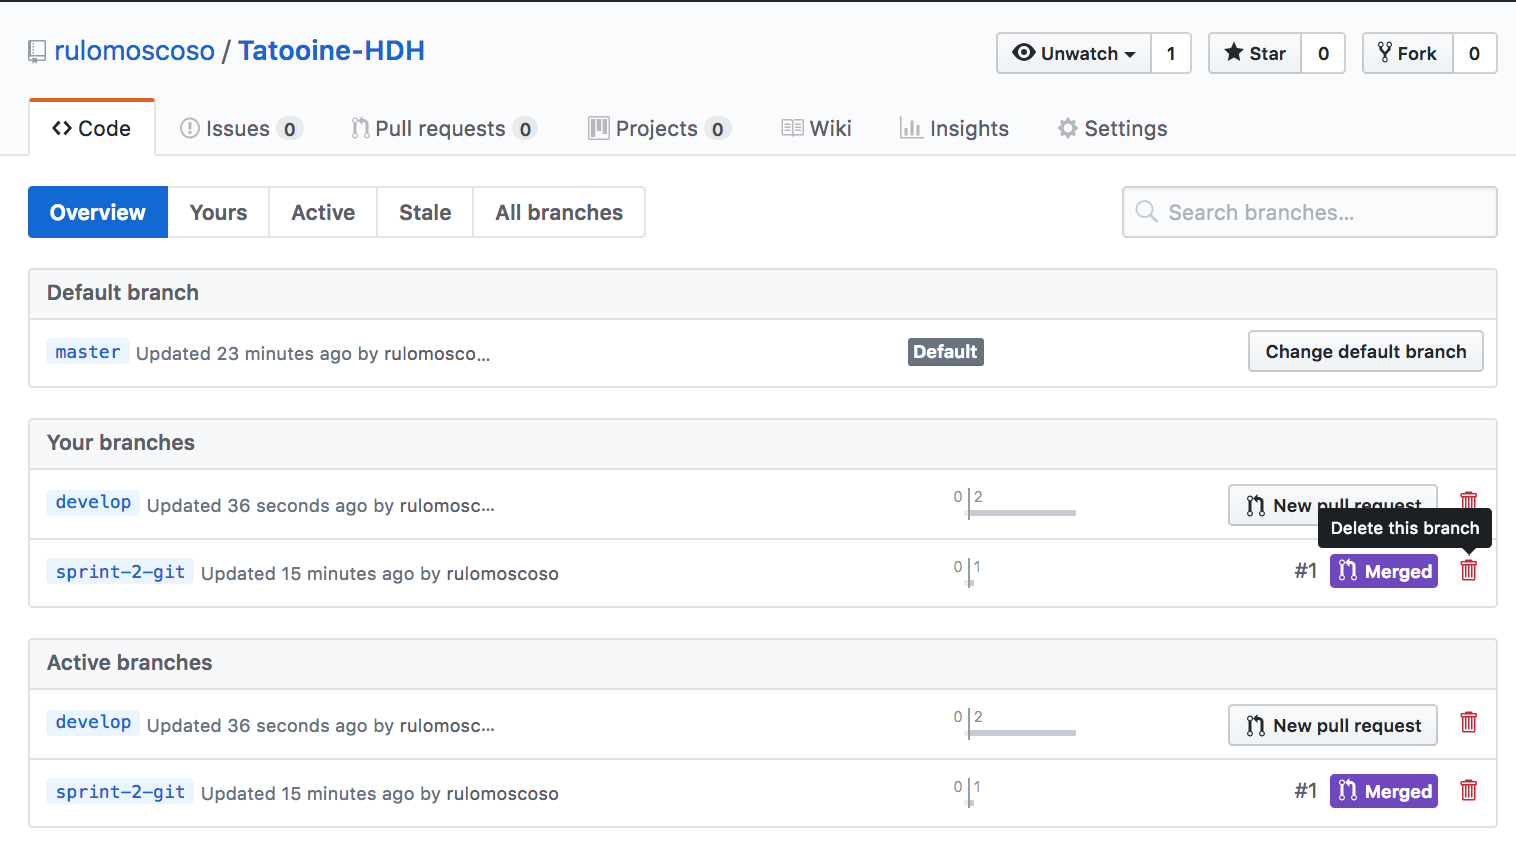 rulomoscoso / Tatooine-HDH
Unwatch 1 Star 0 Fork 0
Code Issues 0 Pull requests 0 Projects 0 Wiki Insights Settings
Overview Yours Active Stale All branches Search branches...
Default branch
master Updated 23 minutes ago by rulomosco... Default Change default branch
Your branches
develop Updated 36 seconds ago by rulomosc... 0 2 New pull request
Delete this branch
sprint-2-git Updated 15 minutes ago by rulomoscoso 0 1 #1 Merged
Active branches
develop Updated 36 seconds ago by rulomosc... 0 2 New pull request
sprint-2-git Updated 15 minutes ago by rulomoscoso 0 1 #1 Merged